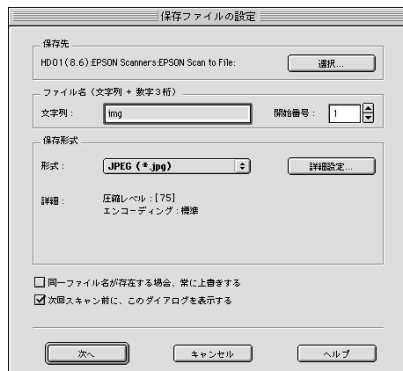 保存ファイルの設定
保存先
HD01(8.6):EPSON Scanners:EPSON Scan to File:
選択...
ファイル名（文字列 + 数字3桁）
文字列：
img
開始番号：
1
保存形式
形式：
JPEG (*.jpg)
詳細設定...
詳細：
圧縮レベル：[75]
エンコーディング：標準
同一ファイル名が存在する場合、常に上書きする
次回スキャン前に、このダイアログを表示する
次へ
キャンセル
ヘルプ